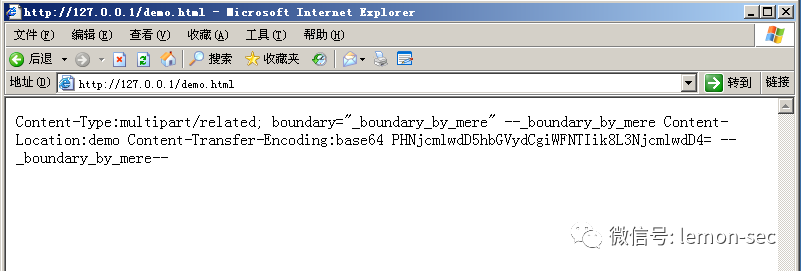 http://127.0.0.1/demo.html - Microsoft Internet Explorer
文件(F) 编辑(E) 查看(V) 收藏(A) 工具(T) 帮助(H)
后退 搜索 收藏夹
地址(D) http://127.0.0.1/demo.html 转到 链接
Content-Type:multipart/related; boundary="_boundary_by_mere" --_boundary_by_mere Content-
Location:demo Content-Transfer-Encoding:base64 PHNjcmlwdD5hbGVydCgiWFNTIik8L3NjcmlwdD4= --
_boundary_by_mere--
微信号: lemon-sec